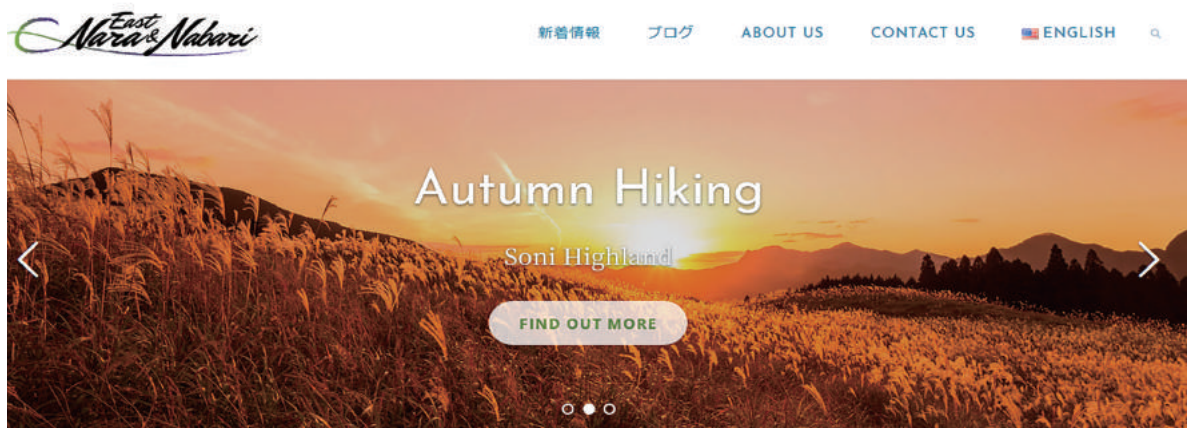 East
Nara & Nabari
新着情報 ブログ ABOUT US CONTACT US ENGLISH
Autumn Hiking
Soni Highland
FIND OUT MORE